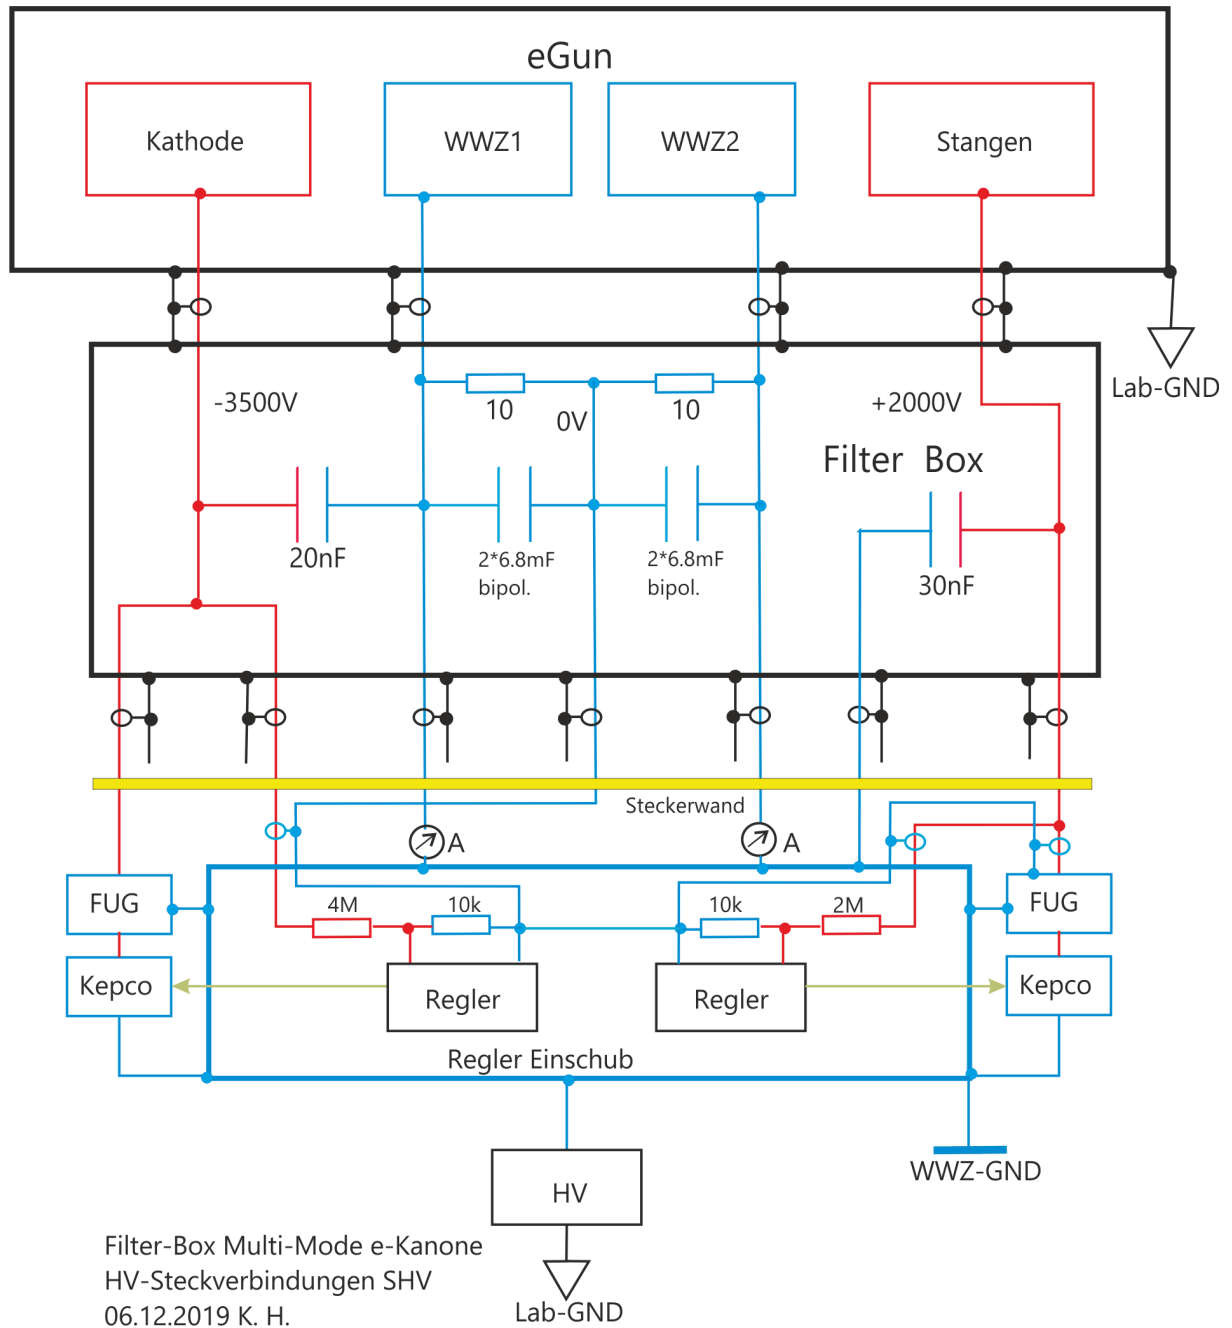 eGun
Kathode
WWZ1
WWZ2
Stangen
Lab-GND
-3500V
10
0V
10
+2000V
Filter Box
20nF
2*6.8mF
bipol.
2*6.8mF
bipol.
30nF
Steckerwand
A
A
FUG
4M
10k
10k
2M
FUG
Kepco
Regler
Regler
Kepco
Regler Einschub
WWZ-GND
HV
Filter-Box Multi-Mode e-Kanone
HV-Steckverbindungen SHV
06.12.2019 K. H.
Lab-GND